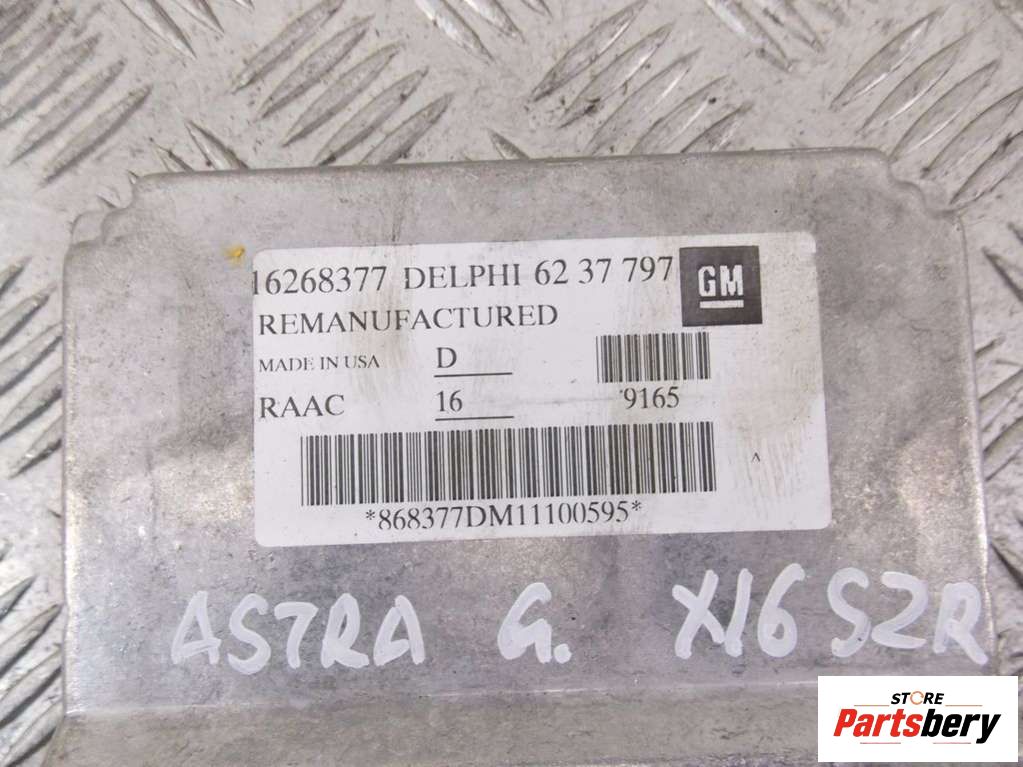 16268377 DELPHI 62 37 797 GM
REMANUFACTURED
MADE IN USA D
RAAC 16 9165
*868377DM11100595*
ASTRA G. X16SZR
STORE
Partsbery